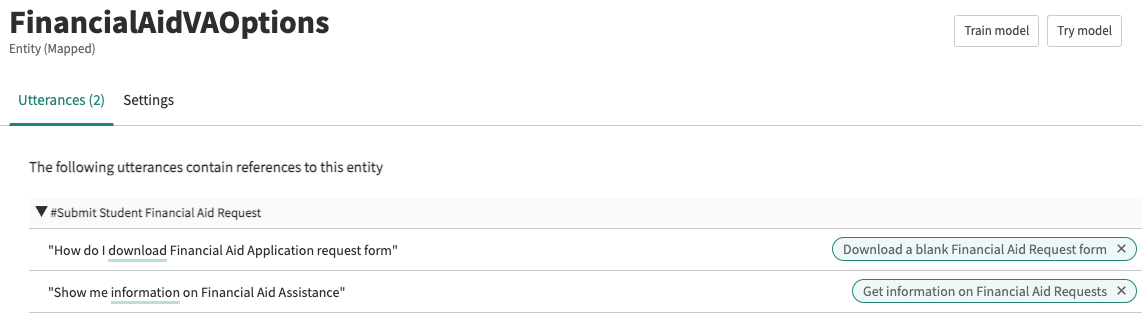 FinancialAidVAOptions
Entity (Mapped)
Train model
Try model
Utterances (2)
Settings
The following utterances contain references to this entity
▼ #Submit Student Financial Aid Request
"How do I download Financial Aid Application request form"
Download a blank Financial Aid Request form ✕
"Show me information on Financial Aid Assistance"
Get information on Financial Aid Requests ✕